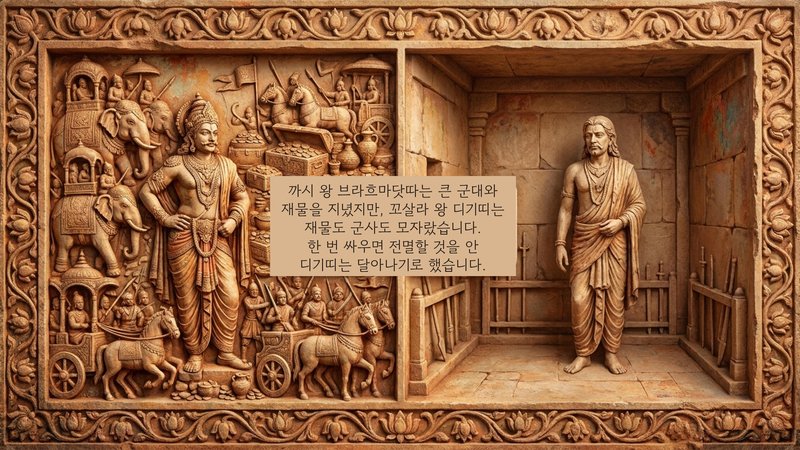 까시 왕 브라흐마닷따는 큰 군대와
재물을 지녔지만, 꼬살라 왕 디기띠는
재물도 군사도 모자랐습니다.
한 번 싸우면 전멸할 것을 안
디기띠는 달아나기로 했습니다.